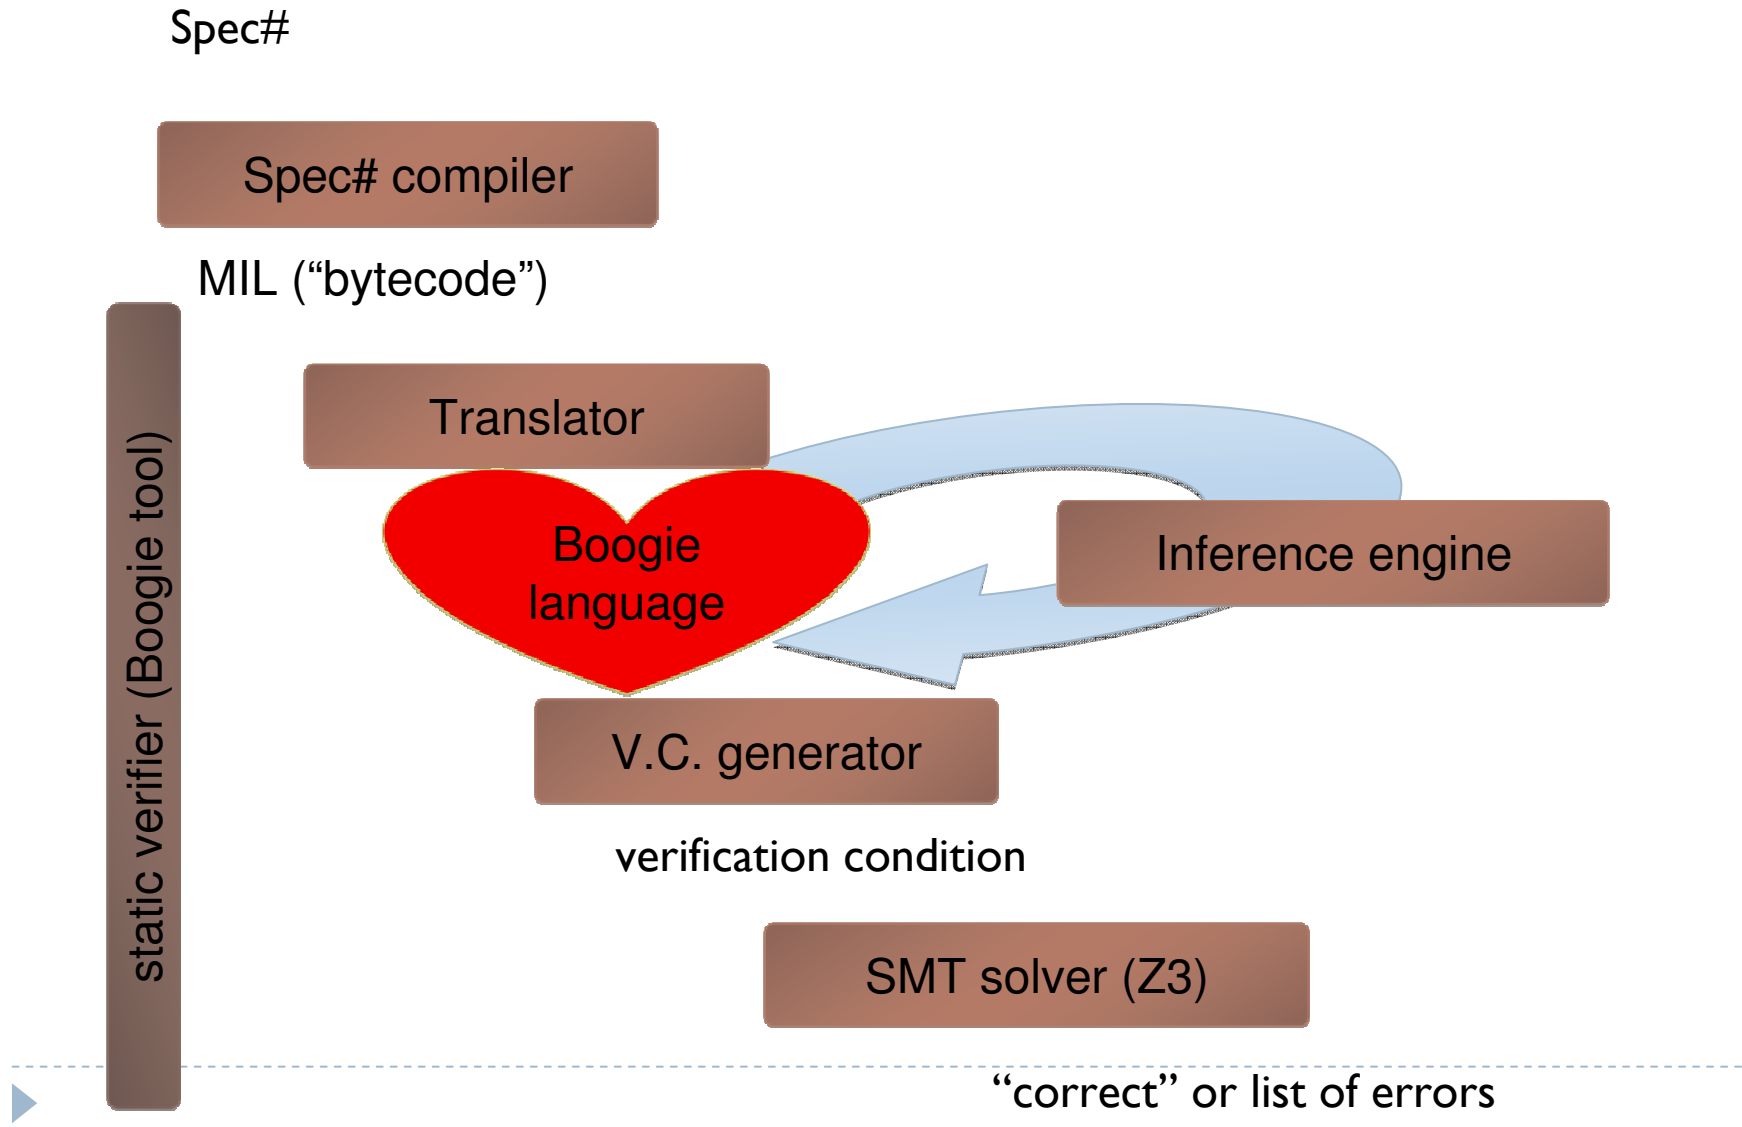 Spec#
Spec# compiler
MIL (“bytecode”)
static verifier (Boogie tool)
Translator
Boogie
language
Inference engine
V.C. generator
verification condition
SMT solver (Z3)
“correct” or list of errors